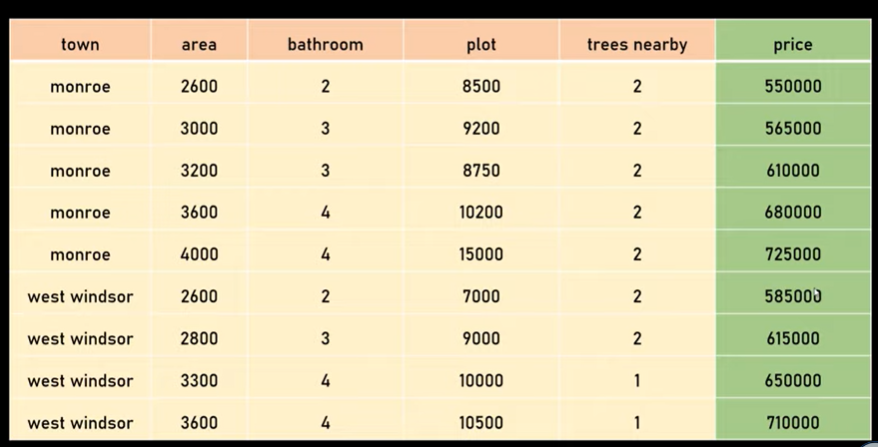 town area bathroom plot trees nearby price
monroe 2600 2 8500 2 550000
monroe 3000 3 9200 2 565000
monroe 3200 3 8750 2 610000
monroe 3600 4 10200 2 680000
monroe 4000 4 15000 2 725000
west windsor 2600 2 7000 2 585000
west windsor 2800 3 9000 2 615000
west windsor 3300 4 10000 1 650000
west windsor 3600 4 10500 1 710000